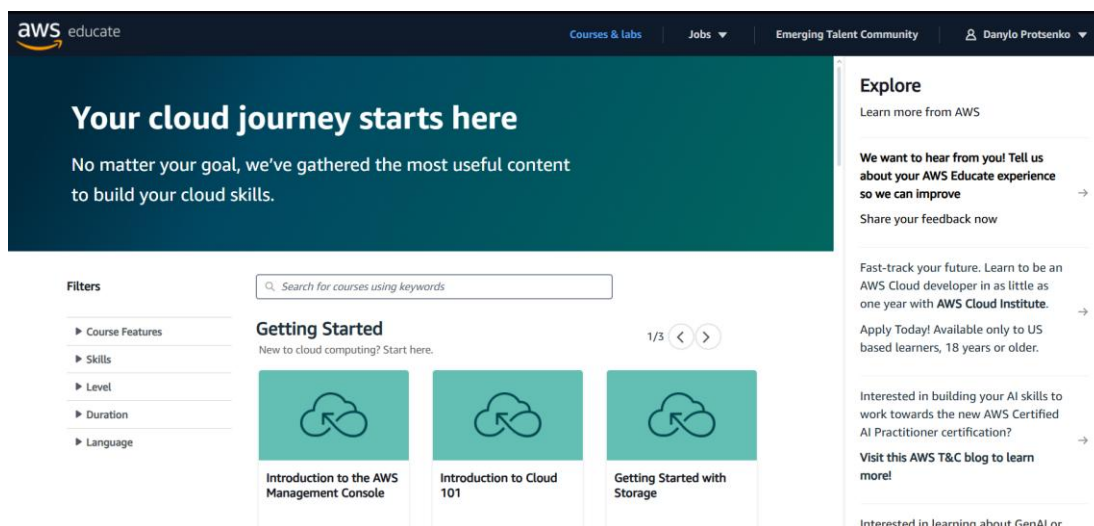 aws educate
Courses & labs
Jobs
Emerging Talent Community
Danylo Protsenko
Your cloud journey starts here
No matter your goal, we've gathered the most useful content
to build your cloud skills.
Filters
Course Features
Skills
Level
Duration
Language
Search for courses using keywords
Getting Started
New to cloud computing? Start here.
1/3
Introduction to the AWS
Management Console
Introduction to Cloud
101
Getting Started with
Storage
Explore
Learn more from AWS
We want to hear from you! Tell us
about your AWS Educate experience
so we can improve
Share your feedback now
Fast-track your future. Learn to be an
AWS Cloud developer in as little as
one year with AWS Cloud Institute.
Apply Today! Available only to US
based learners, 18 years or older.
Interested in building your AI skills to
work towards the new AWS Certified
AI Practitioner certification?
Visit this AWS T&C blog to learn
more!
Interested in learning about GenAI or